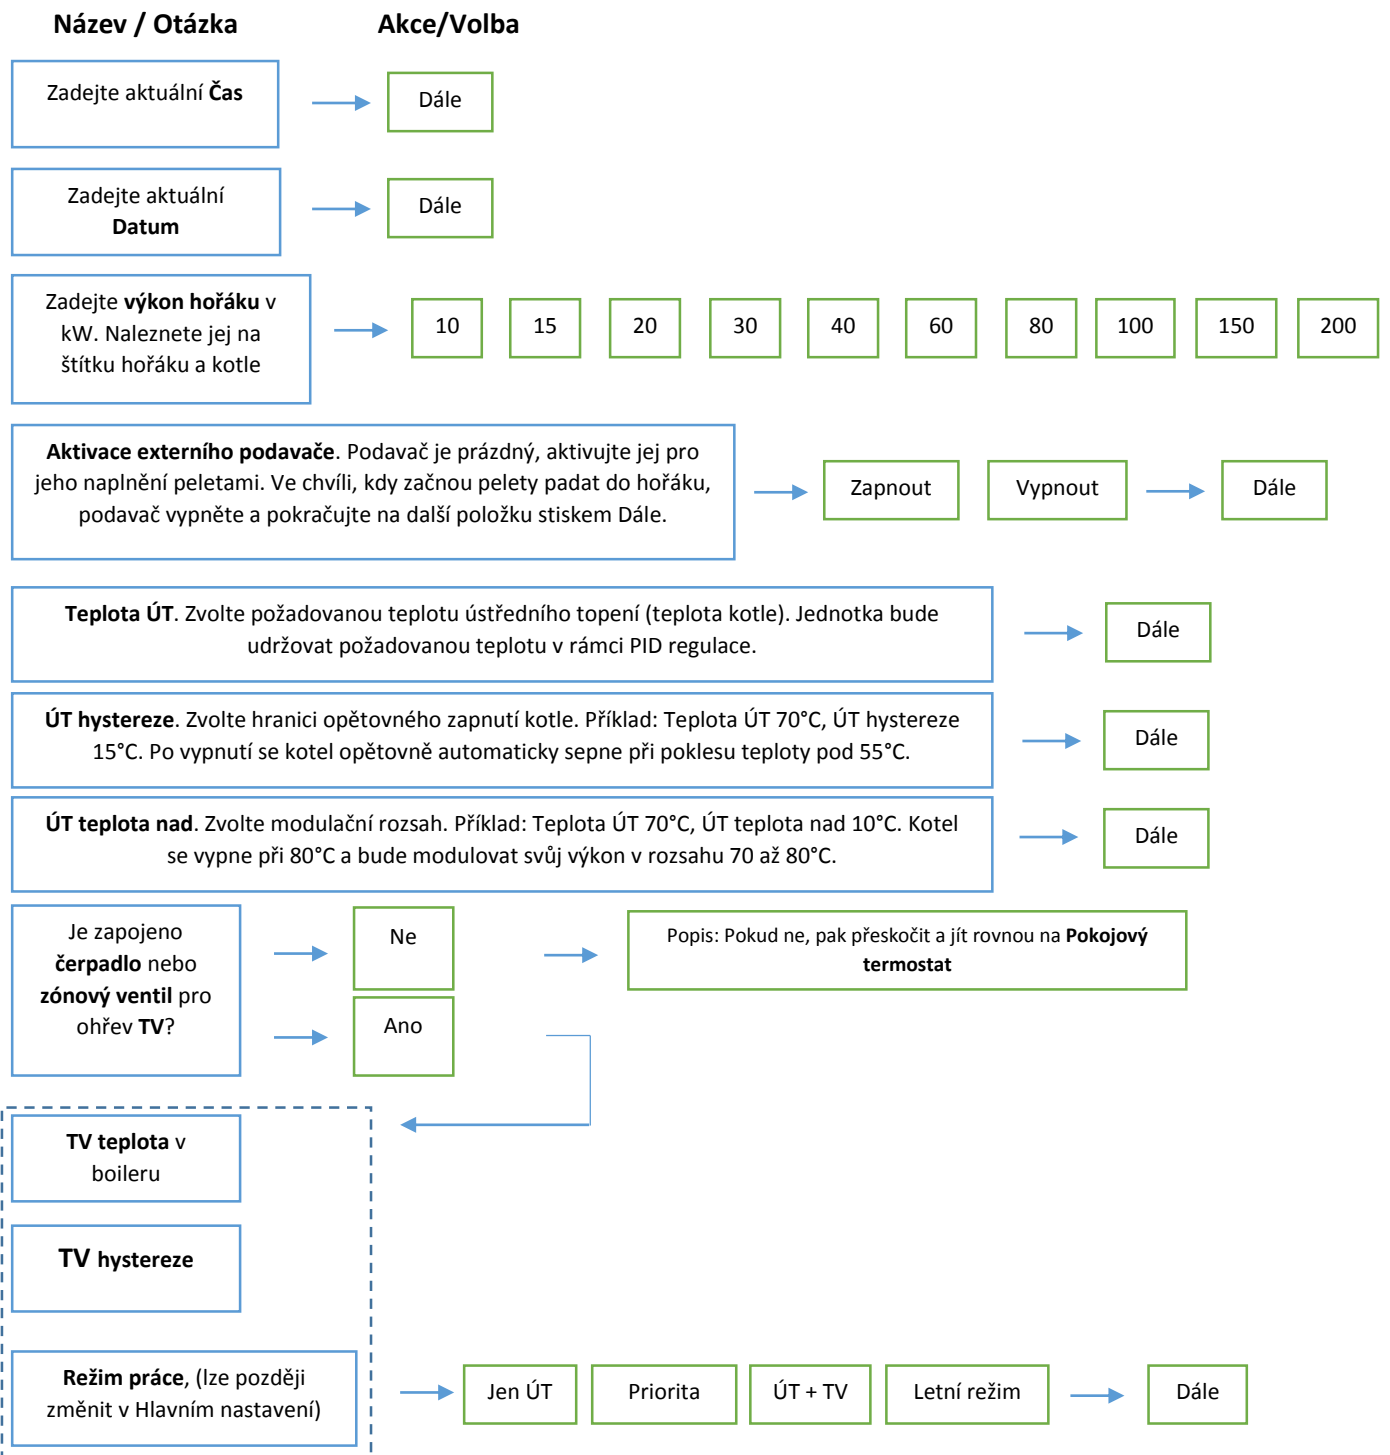 Název / Otázka Akce/Volba
Zadejte aktuální Čas Dále
Zadejte aktuální
Datum
Dále
Zadejte výkon hořáku v
kW. Naleznete jej na
štítku hořáku a kotle
10 15 20 30 40 60 80 100 150 200
Aktivace externího podavače. Podavač je prázdný, aktivujte jej pro
jeho naplnění peletami. Ve chvíli, kdy začnou pelety padat do hořáku,
podavač vypněte a pokračujte na další položku stiskem Dále.
Zapnout Vypnout Dále
Teplota ÚT. Zvolte požadovanou teplotu ústředního topení (teplota kotle). Jednotka bude
udržovat požadovanou teplotu v rámci PID regulace.
Dále
ÚT hystereze. Zvolte hranici opětovného zapnutí kotle. Příklad: Teplota ÚT 70°C, ÚT hystereze
15°C. Po vypnutí se kotel opětovně automaticky sepne při poklesu teploty pod 55°C.
Dále
ÚT teplota nad. Zvolte modulační rozsah. Příklad: Teplota ÚT 70°C, ÚT teplota nad 10°C. Kotel
se vypne při 80°C a bude modulovat svůj výkon v rozsahu 70 až 80°C.
Dále
Je zapojeno
čerpadlo nebo
zónový ventil pro
ohřev TV?
Ne
Popis: Pokud ne, pak přeskočit a jít rovnou na Pokojový
termostat
Ano
TV teplota v
boileru
TV hystereze
Režim práce, (lze později
změnit v Hlavním nastavení)
Jen ÚT Priorita ÚT + TV Letní režim Dále